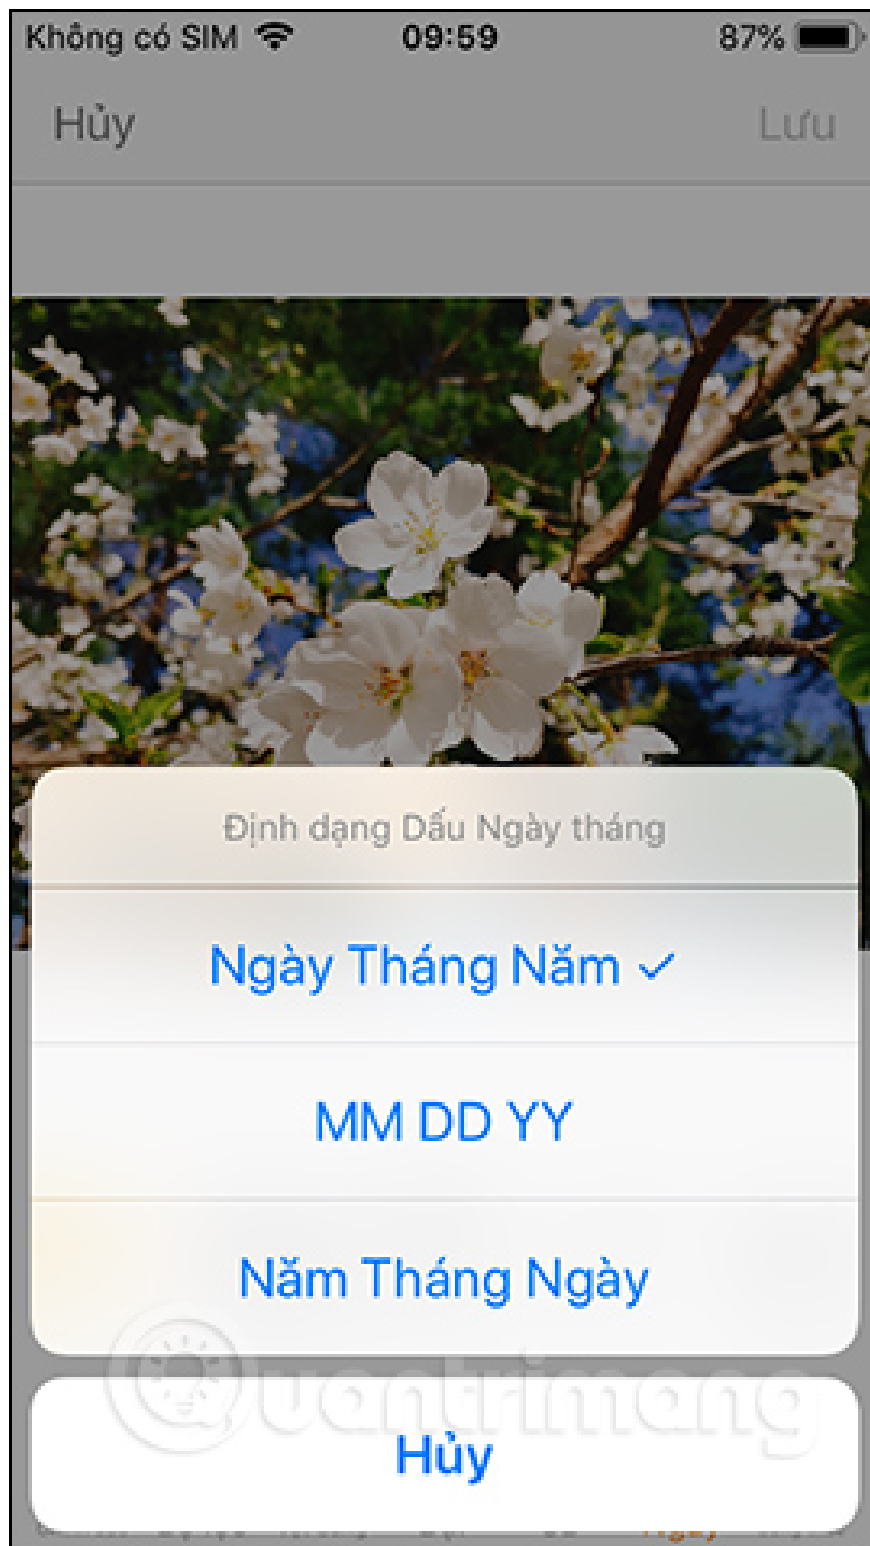 Không có SIM 09:59 87%
Hủy Lưu
Định dạng Dấu Ngày tháng
Ngày Tháng Năm ✓
MM DD YY
Năm Tháng Ngày
Quantrimang
Hủy